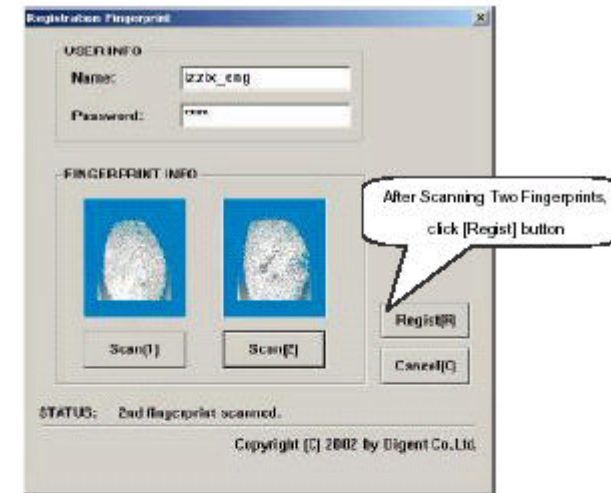 Registration Fingerprint
USER INFO
Name: izzix_eng
Password: ****
FINGERPRINT INFO
After Scanning Two Fingerprints,
click [Regist] button
Scan(1)
Scan(2)
Regist(R)
Cancel(C)
STATUS: 2nd fingerprint scanned.
Copyright (C) 2002 by Digent Co.,Ltd.